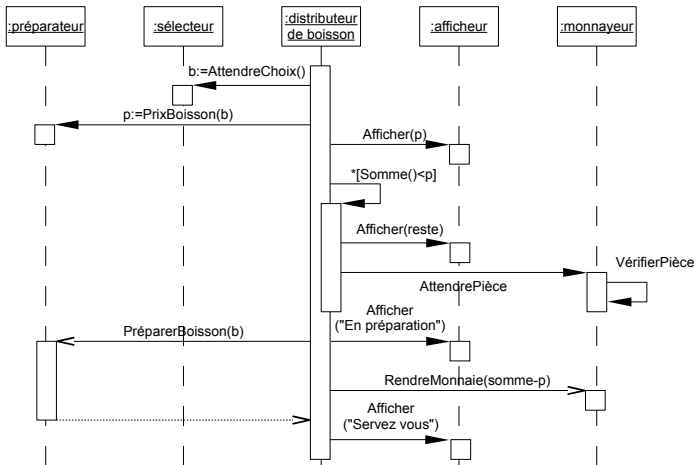 :préparateur
:sélecteur
:distributeur
de boisson
:afficheur
:monnayeur
b:=AttendreChoix()
p:=PrixBoisson(b)
Afficher(p)
*[Somme()<p]
Afficher(reste)
VérifierPièce
AttendrePièce
Afficher
("En préparation")
PréparerBoisson(b)
RendreMonnaie(somme-p)
Afficher
("Servez vous")